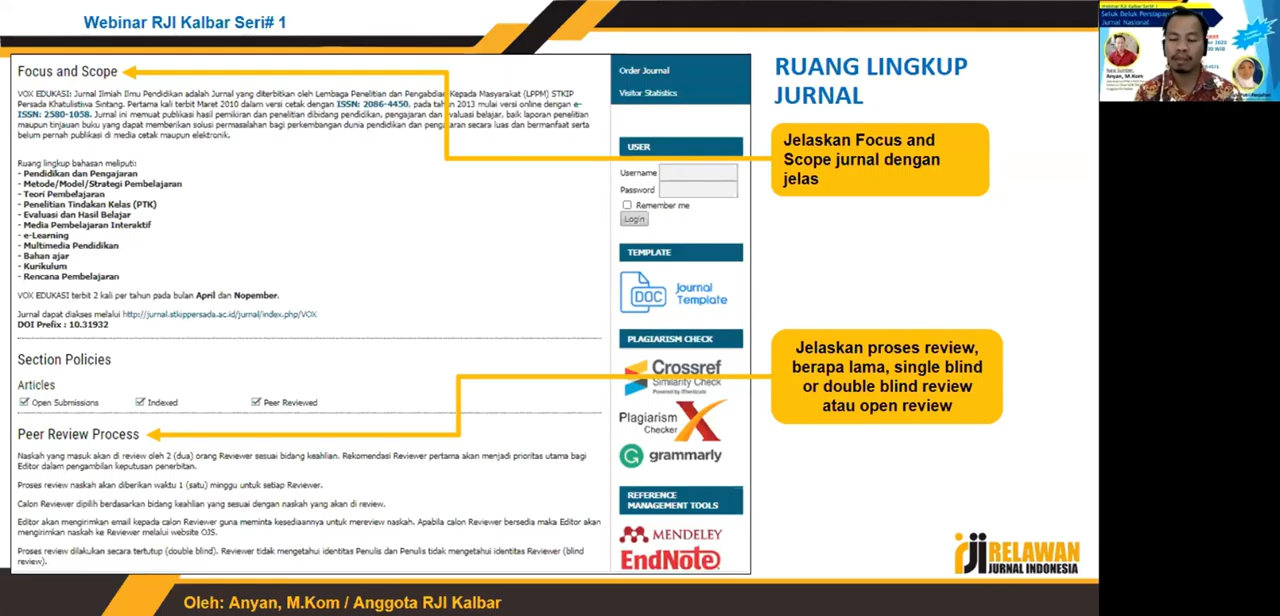 Webinar RJI Kalbar Seri# 1
Focus and Scope
VOX EDUKASI: Jurnal Ilmiah Ilmu Pendidikan adalah Jurnal yang diterbitkan oleh Lembaga Penelitian dan Pengabdian Kepada Masyarakat (LPPM) STKIP
Persada Khatulistiwa Sintang. Pertama kali terbit Maret 2010 dalam versi cetak dengan ISSN: 2086-4450, pada tahun 2013 mulai versi online dengan e-
ISSN: 2580-1058. Jurnal ini memuat publikasi hasil pemikiran dan penelitian dibidang pendidikan, pengajaran dan evaluasi belajar, baik laporan penelitian
maupun tinjauan buku yang dapat memberikan solusi permasalahan bagi perkembangan dunia pendidikan dan pengajaran secara luas dan bermanfaat serta
belum pernah publikasi di media cetak maupun elektronik.
Ruang lingkup bahasan meliputi:
- Pendidikan dan Pengajaran
- Metode/Model/Strategi Pembelajaran
- Teori Pembelajaran
- Penelitian Tindakan Kelas (PTK)
- Evaluasi dan Hasil Belajar
- Media Pembelajaran Interaktif
- e-Learning
- Multimedia Pendidikan
- Bahan ajar
- Kurikulum
- Rencana Pembelajaran
VOX EDUKASI terbit 2 kali per tahun pada bulan April dan Nopember.
Jurnal dapat diakses melalui http://jurnal.stkippersada.ac.id/jurnal/index.php/VOX
DOI Prefix : 10.31932
Section Policies
Articles
Open Submissions
Indexed
Peer Reviewed
Peer Review Process
Naskah yang masuk akan di review oleh 2 (dua) orang Reviewer sesuai bidang keahlian. Rekomendasi Reviewer pertama akan menjadi prioritas utama bagi
Editor dalam pengambilan keputusan penerbitan.
Proses review naskah akan diberikan waktu 1 (satu) minggu untuk setiap Reviewer.
Calon Reviewer dipilih berdasarkan bidang keahlian yang sesuai dengan naskah yang akan di review.
Editor akan mengirimkan email kepada calon Reviewer guna meminta kesediaannya untuk mereview naskah. Apabila calon Reviewer bersedia maka Editor akan
mengirimkan naskah ke Reviewer melalui website OJS.
Proses review dilakukan secara tertutup (double blind). Reviewer tidak mengetahui identitas Penulis dan Penulis tidak mengetahui identitas Reviewer (blind
review).
Order Journal
Visitor Statistics
USER
Username
Password
Remember me
Login
TEMPLATE
DOC
Journal
Template
PLAGIARISM CHECK
Crossref
Similarity Check
Powered by iThenticate
Plagiarism
Checker
grammarly
REFERENCE
MANAGEMENT TOOLS
MENDELEY
EndNote
RUANG LINGKUP
JURNAL
Jelaskan Focus and
Scope jurnal dengan
jelas
Jelaskan proses review,
berapa lama, single blind
or double blind review
atau open review
rji RELAWAN
JURNAL INDONESIA
Oleh: Anyan, M.Kom / Anggota RJI Kalbar
Webinar RJI Kalbar Seri# 1
Seluk Beluk Persiapan
Jurnal Nasional
Anyan, M.Kom